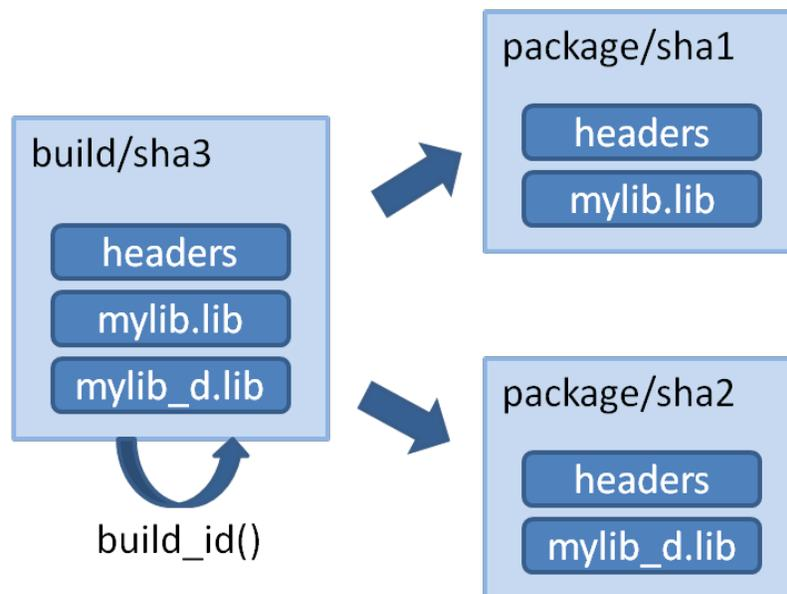 build/sha3
headers
mylib.lib
mylib_d.lib
build_id()
package/sha1
headers
mylib.lib
package/sha2
headers
mylib_d.lib